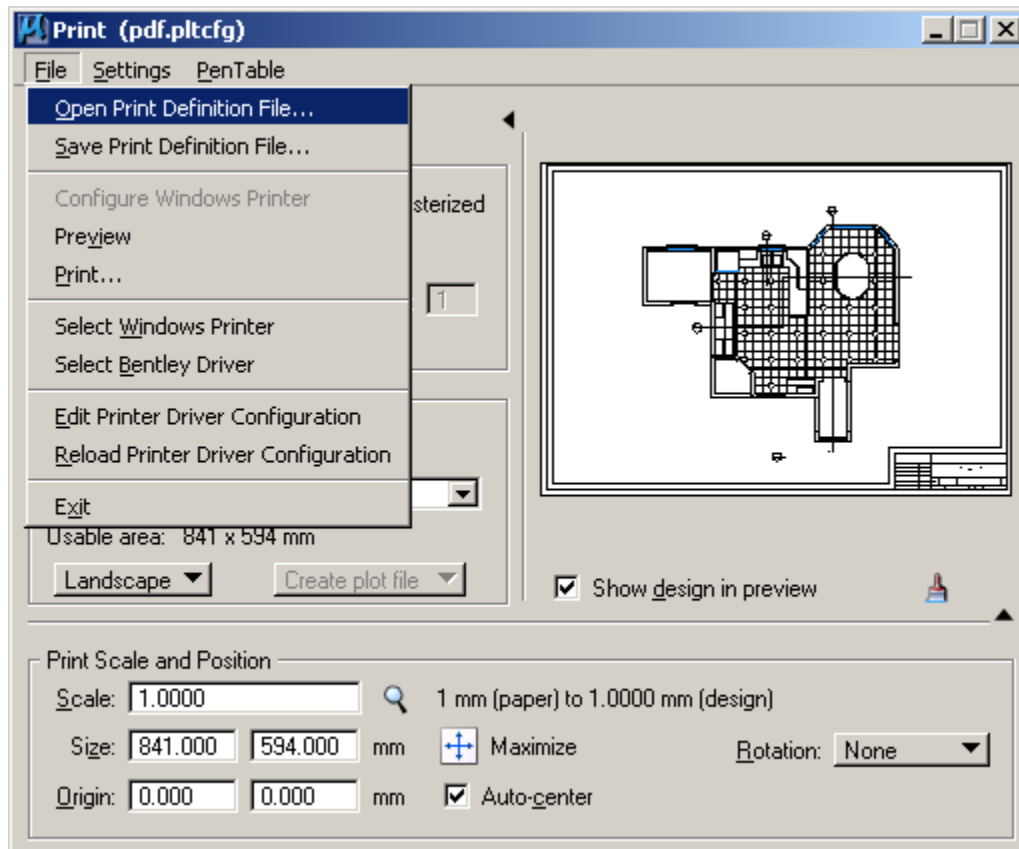 Print (pdf.pltcfg)
File Settings PenTable
Open Print Definition File...
Save Print Definition File...
Configure Windows Printer
sterized
Preview
Print...
1
Select Windows Printer
Select Bentley Driver
Edit Printer Driver Configuration
Reload Printer Driver Configuration
Exit
Usable area: 841 x 594 mm
Landscape Create plot file
Show design in preview
Print Scale and Position
Scale: 1.0000 1 mm (paper) to 1.0000 mm (design)
Size: 841.000 594.000 mm Maximize Rotation: None
Origin: 0.000 0.000 mm Auto-center